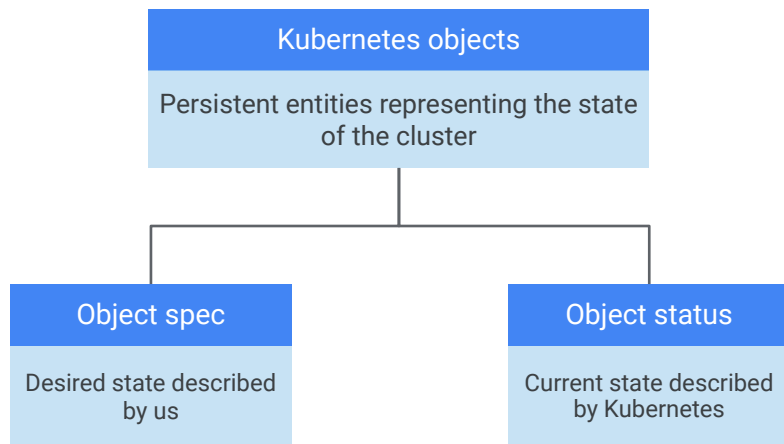 Kubernetes objects
Persistent entities representing the state
of the cluster
Object spec
Desired state described
by us
Object status
Current state described
by Kubernetes